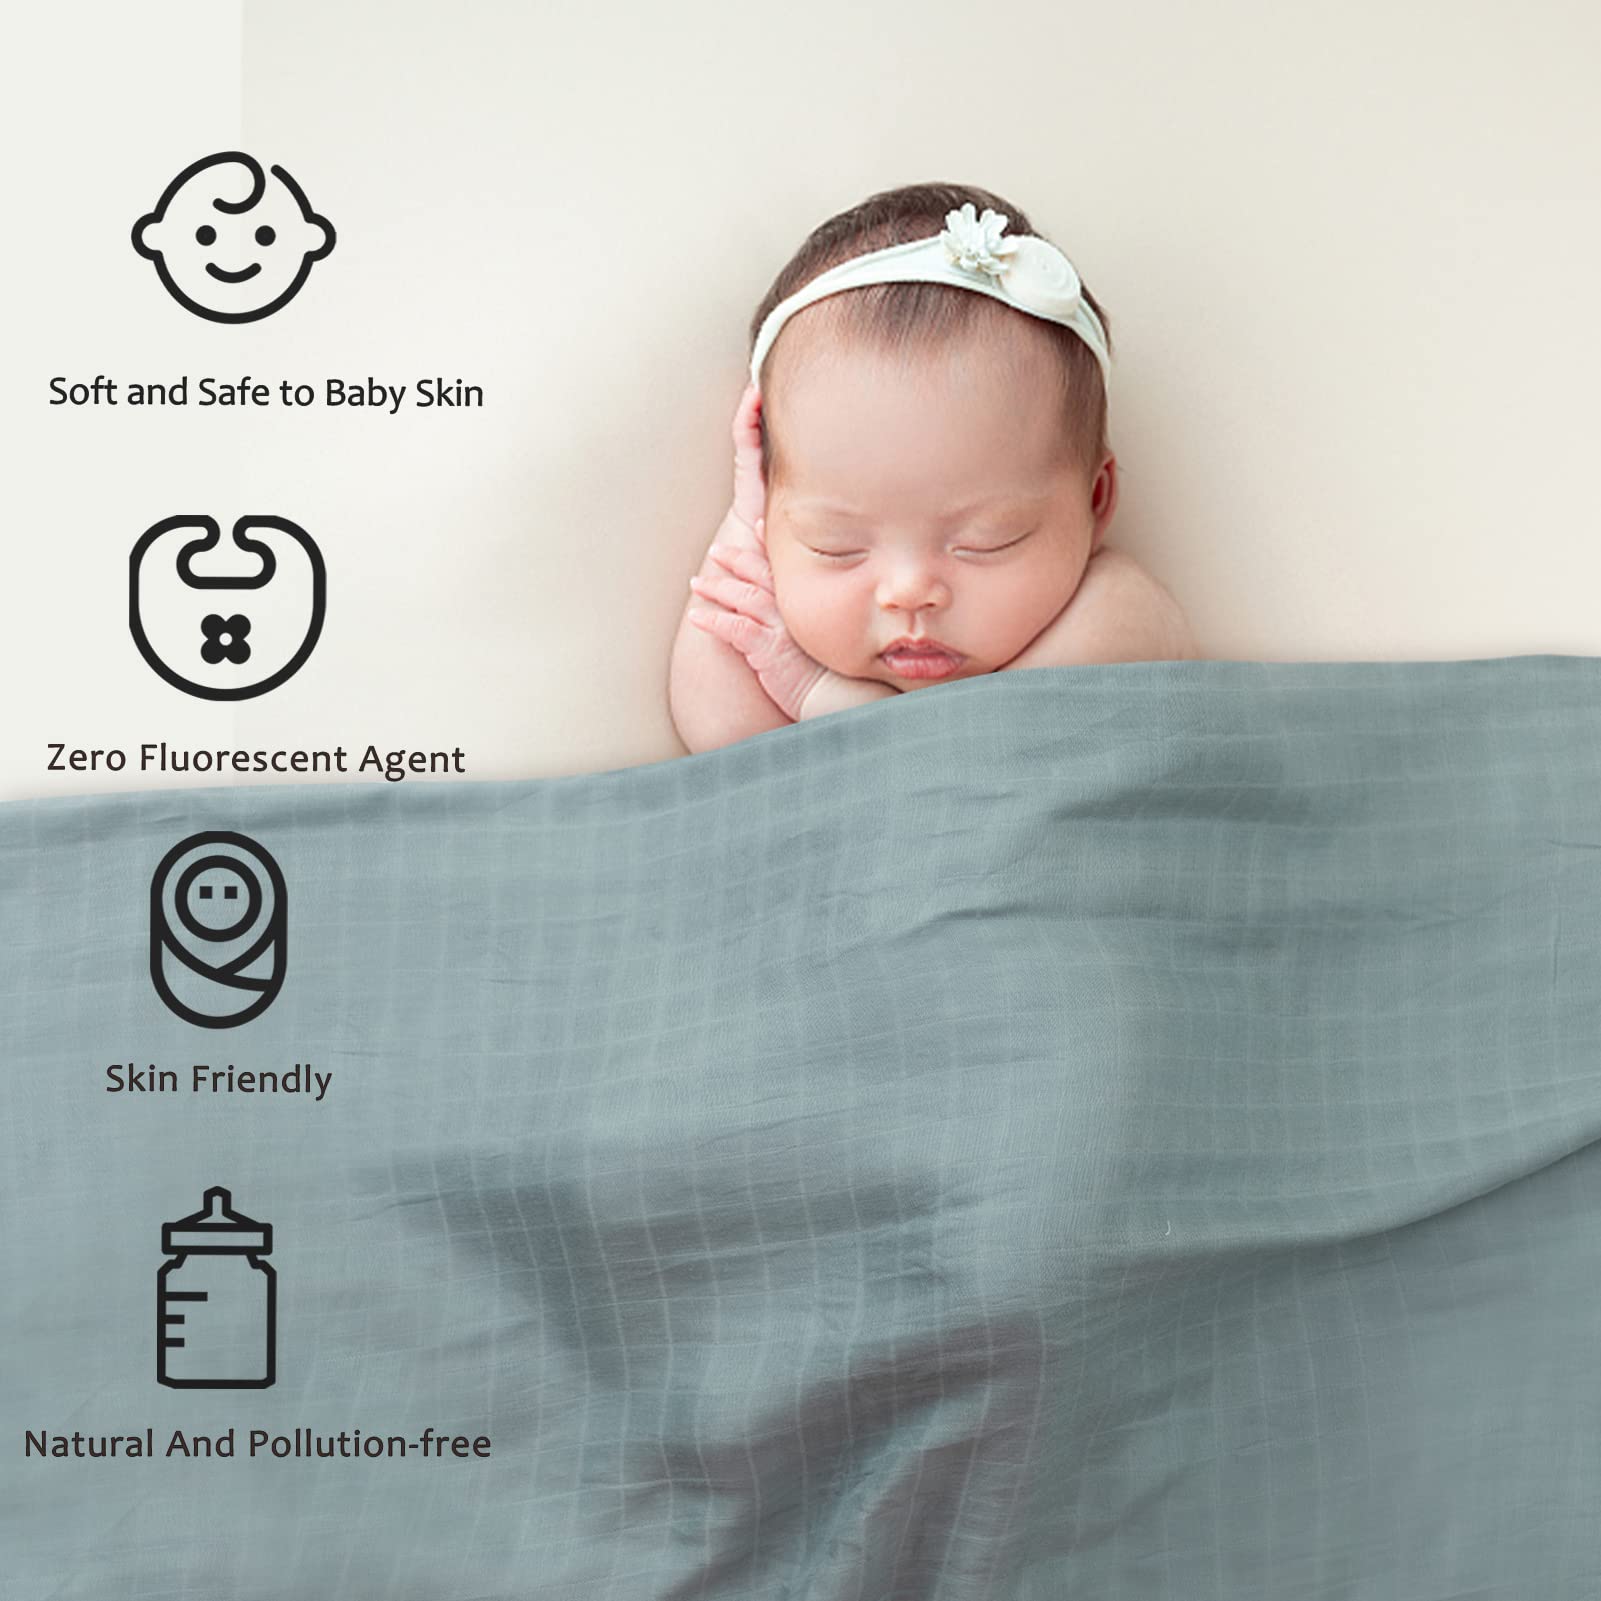 Soft and Safe to Baby Skin
Zero Fluorescent Agent
Skin Friendly
Natural And Pollution-free